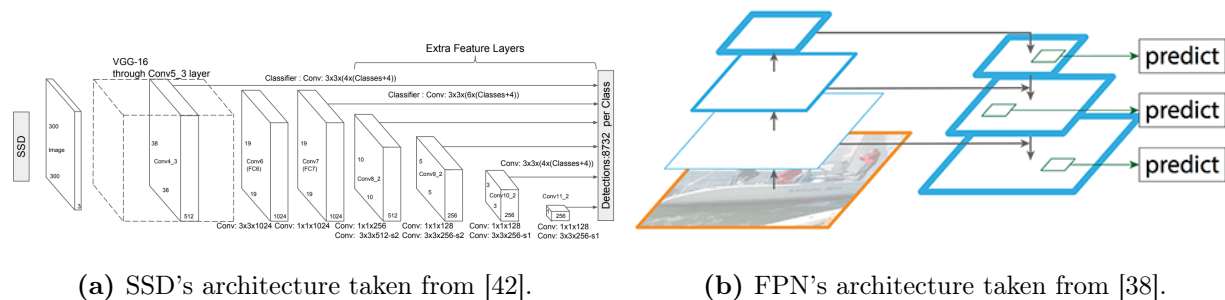 Extra Feature Layers
VGG-16
through Conv5_3 layer
Classifier : Conv: 3x3x(4x(Classes+4))
Classifier : Conv: 3x3x(6x(Classes+4))
Conv: 3x3x(4x(Classes+4))
SSD
300
Image
300
3
38
Conv4_3
38
512
19
Conv6
(FC6)
19
1024
19
Conv7
(FC7)
19
1024
10
Conv8_2
10
512
5
Conv9_2
5
256
3
Conv10_2
3
256
Conv11_2
256
Detections:8732 per Class
Conv: 3x3x1024
Conv: 1x1x1024
Conv: 1x1x256
Conv: 3x3x512-s2
Conv: 1x1x128
Conv: 3x3x256-s2
Conv: 1x1x128
Conv: 3x3x256-s1
Conv: 1x1x128
Conv: 3x3x256-s1
(a) SSD's architecture taken from [42].
predict
predict
predict
(b) FPN's architecture taken from [38].